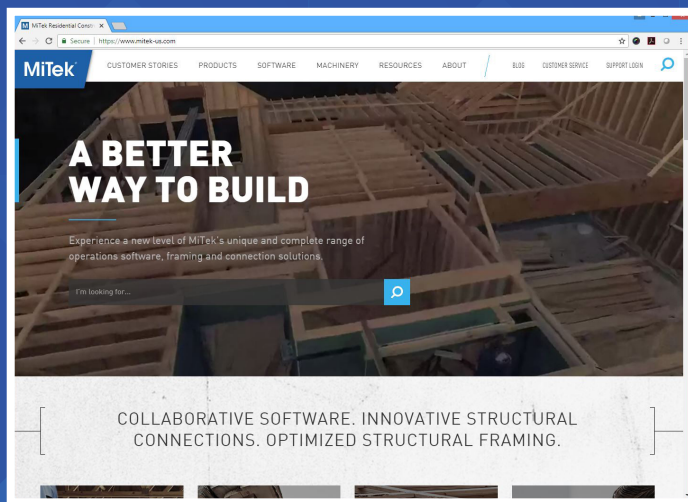 MiTek Residential Constr
Secure | https://www.mitek-us.com
MiTek
CUSTOMER STORIES PRODUCTS SOFTWARE MACHINERY RESOURCES ABOUT BLOG CUSTOMER SERVICE SUPPORT LOGIN
A BETTER
WAY TO BUILD
Experience a new level of MiTek's unique and complete range of
operations software, framing and connection solutions.
I'm looking for...
COLLABORATIVE SOFTWARE. INNOVATIVE STRUCTURAL
CONNECTIONS. OPTIMIZED STRUCTURAL FRAMING.